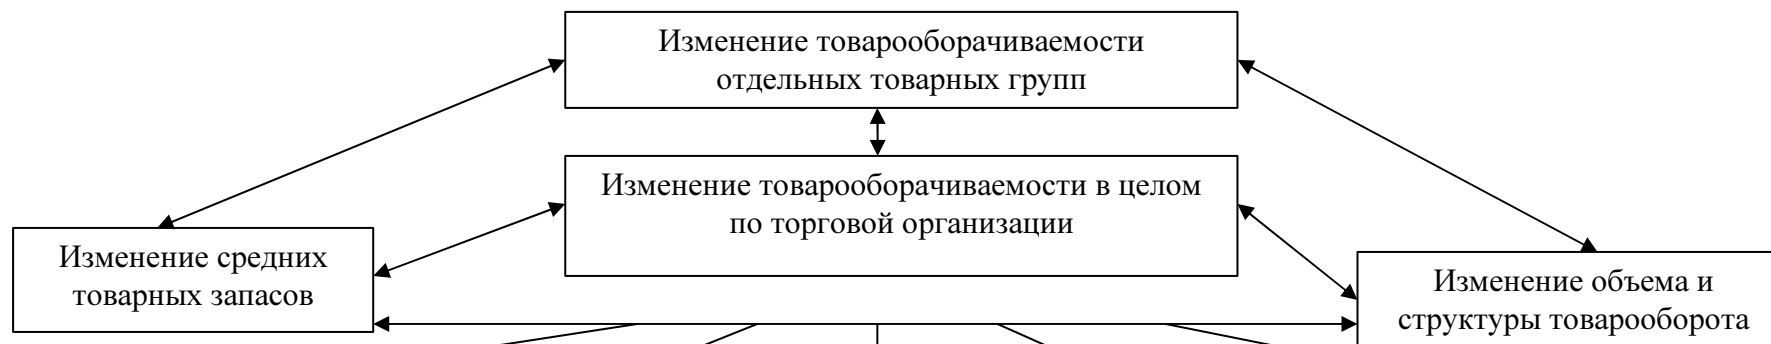 Изменение товарооборачиваемости
отдельных товарных групп
Изменение товарооборачиваемости в целом
по торговой организации
Изменение средних
товарных запасов
Изменение объема и
структуры товарооборота